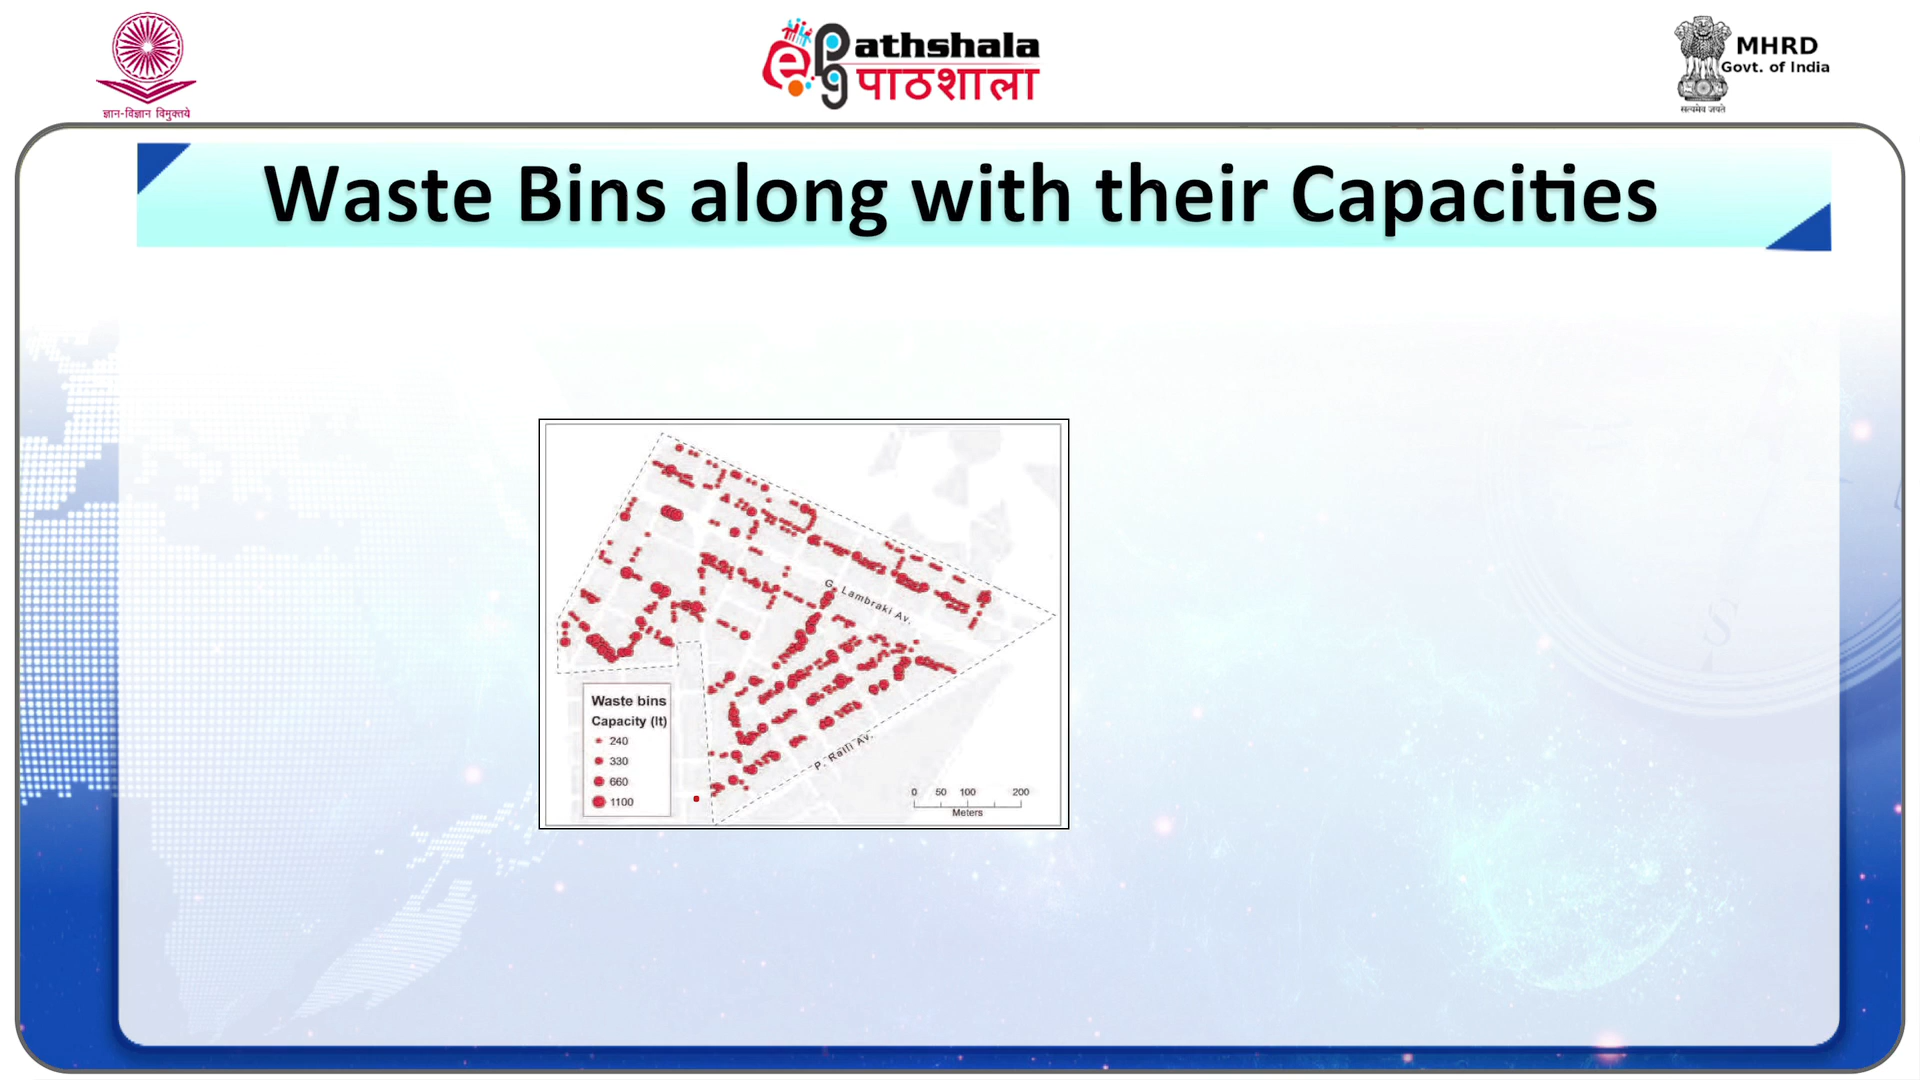 ज्ञान-विज्ञान विमुक्तये
e Pg athshala
पाठशाला
MHRD
Govt. of India
सत्यमेव जयते
Waste Bins along with their Capacities
G. Lambraki Av.
P. Ralli Av.
Waste bins
Capacity (lt)
240
330
660
1100
0 50 100 200
Meters
S